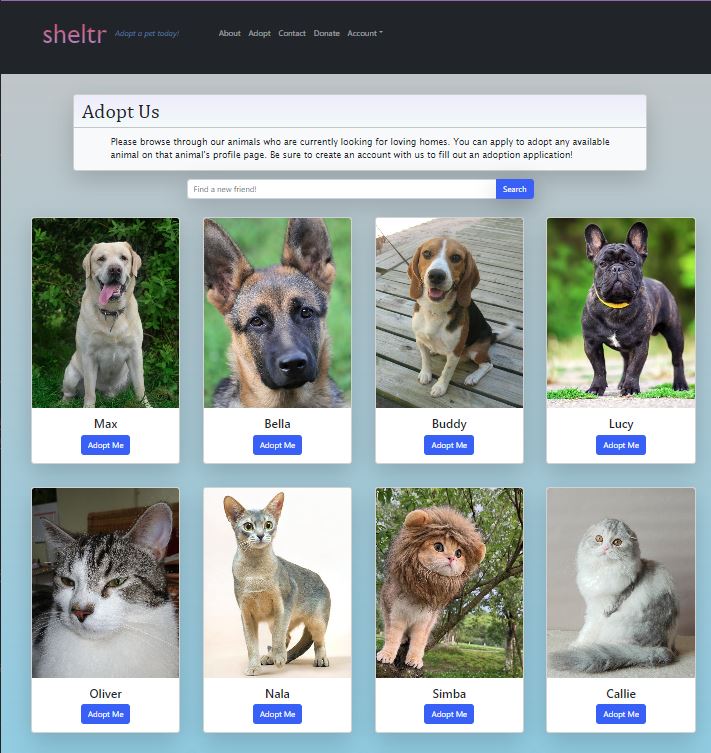 sheltr Adopt a pet today! About Adopt Contact Donate Account
Adopt Us
Please browse through our animals who are currently looking for loving homes. You can apply to adopt any available
animal on that animal's profile page. Be sure to create an account with us to fill out an adoption application!
Find a new friend! Search
Max Bella Buddy Lucy
Adopt Me Adopt Me Adopt Me Adopt Me
Oliver Nala Simba Callie
Adopt Me Adopt Me Adopt Me Adopt Me